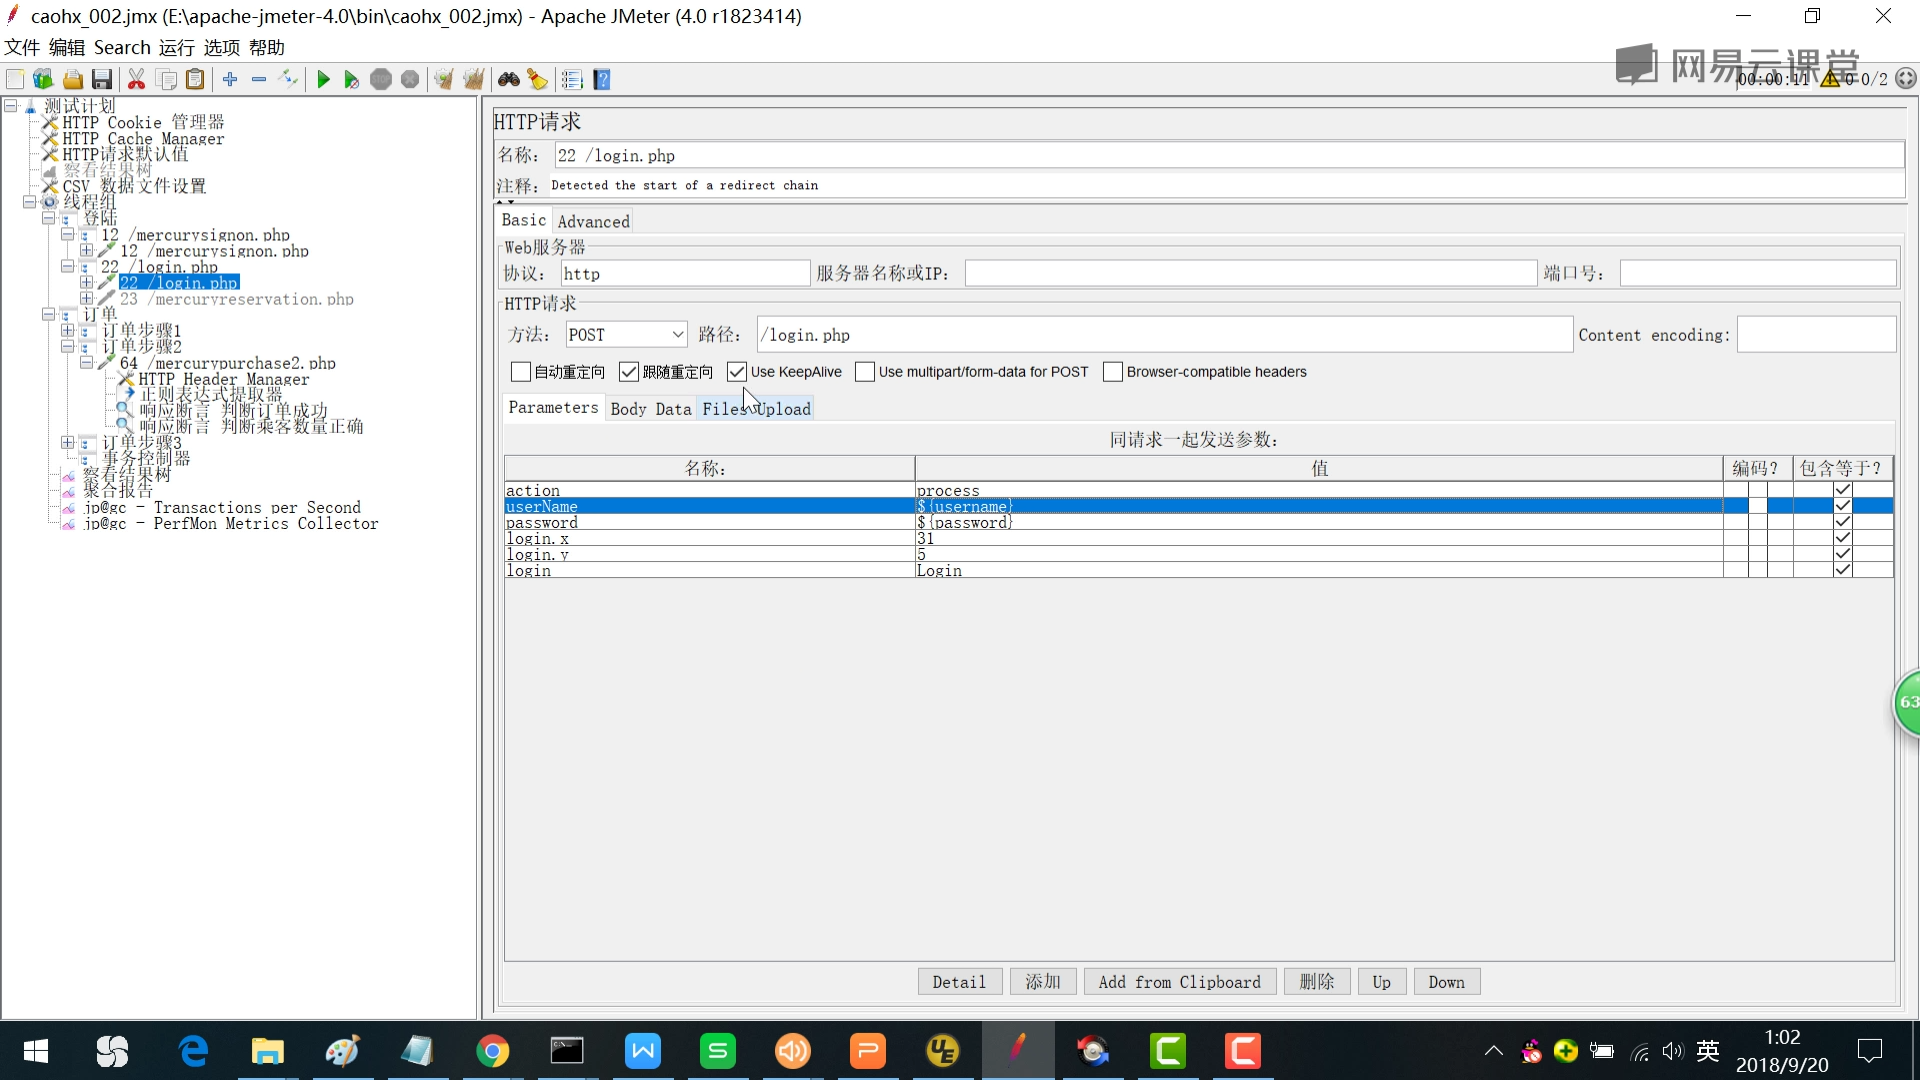 caohx_002.jmx (E:\apache-jmeter-4.0\bin\caohx_002.jmx) - Apache JMeter (4.0 r1823414)
文件 编辑 Search 运行 选项 帮助
网易云课堂
00:00:11 0 0/2
测试计划
HTTP Cookie 管理器
HTTP Cache Manager
HTTP请求默认值
察看结果树
CSV 数据文件设置
线程组
登陆
12 /mercurysignon.php
12 /mercurysignon.php
22 /login.php
22 /login.php
23 /mercuryreservation.php
订单
订单步骤1
订单步骤2
64 /mercurypurchase2.php
HTTP Header Manager
正则表达式提取器
响应断言 判断订单成功
响应断言 判断乘客数量正确
订单步骤3
事务控制器
察看结果树
聚合报告
jp@gc - Transactions per Second
jp@gc - PerfMon Metrics Collector
HTTP请求
名称: 22 /login.php
注释: Detected the start of a redirect chain
Basic Advanced
Web服务器
协议: http 服务器名称或IP: 端口号:
HTTP请求
方法: POST 路径: /login.php Content encoding:
自动重定向 跟随重定向 Use KeepAlive Use multipart/form-data for POST Browser-compatible headers
Parameters Body Data Files Upload
同请求一起发送参数:
名称: 值 编码? 包含等于?
action process
userName ${username}
password ${password}
login.x 31
login.y 5
login Login
Detail 添加 Add from Clipboard 删除 Up Down
63
英
1:02
2018/9/20